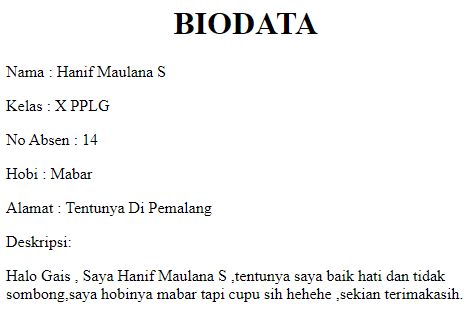 BIODATA
Nama : Hanif Maulana S
Kelas : X PPLG
No Absen : 14
Hobi : Mabar
Alamat : Tentunya Di Pemalang
Deskripsi:
Halo Gais , Saya Hanif Maulana S ,tentunya saya baik hati dan tidak
sombong,saya hobinya mabar tapi cupu sih hehehe ,sekian terimakasih.